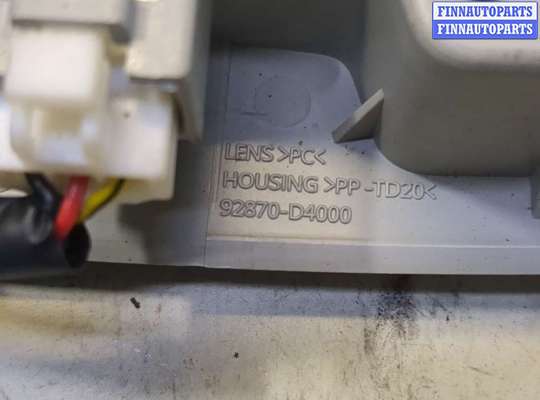 FINNAUTOPARTS
FINNAUTOPARTS
LENS >PC<
HOUSING >PP-TD20<
92870-D4000